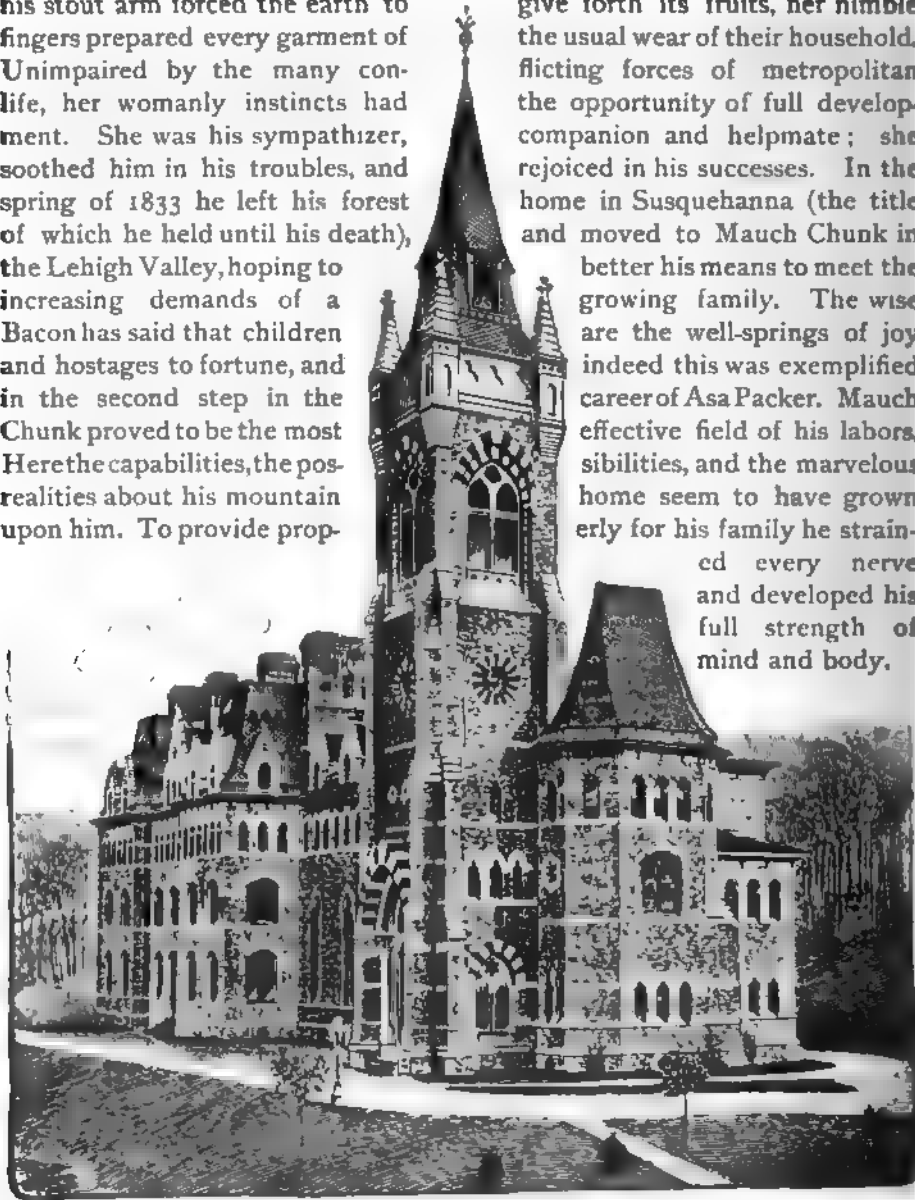 his stout arm forced the earth to give forth its fruits, her nimble
fingers prepared every garment of the usual wear of their household.
Unimpaired by the many con- flicting forces of metropolitan
life, her womanly instincts had the opportunity of full develop-
ment. She was his sympathizer, companion and helpmate; she
soothed him in his troubles, and rejoiced in his successes. In the
spring of 1833 he left his forest home in Susquehanna (the title
of which he held until his death), and moved to Mauch Chunk in
the Lehigh Valley, hoping to better his means to meet the
increasing demands of a growing family. The wise
Bacon has said that children are the well-springs of joy
and hostages to fortune, and indeed this was exemplified
in the second step in the career of Asa Packer. Mauch
Chunk proved to be the most effective field of his labors.
Here the capabilities, the pos- sibilities, and the marvelous
realities about his mountain home seem to have grown
upon him. To provide prop- erly for his family he strain-
ed every nerve
and developed his
full strength of
mind and body.